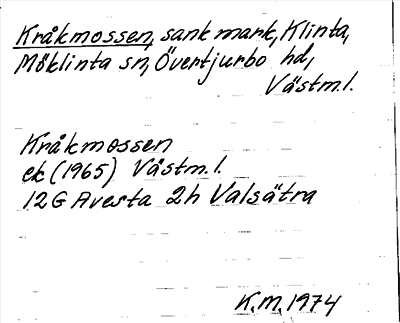 Kråkmossen, sank mark, Klinta,
Möklinta sn, Övertjurbo hd,
Västm.l.
Kråkmossen
ek (1965) Västm.l.
12G Avesta 2h Valsätra
K.M. 1974